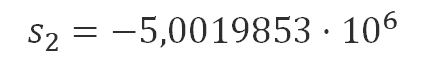 s₂ = −5,0019853 · 10⁶